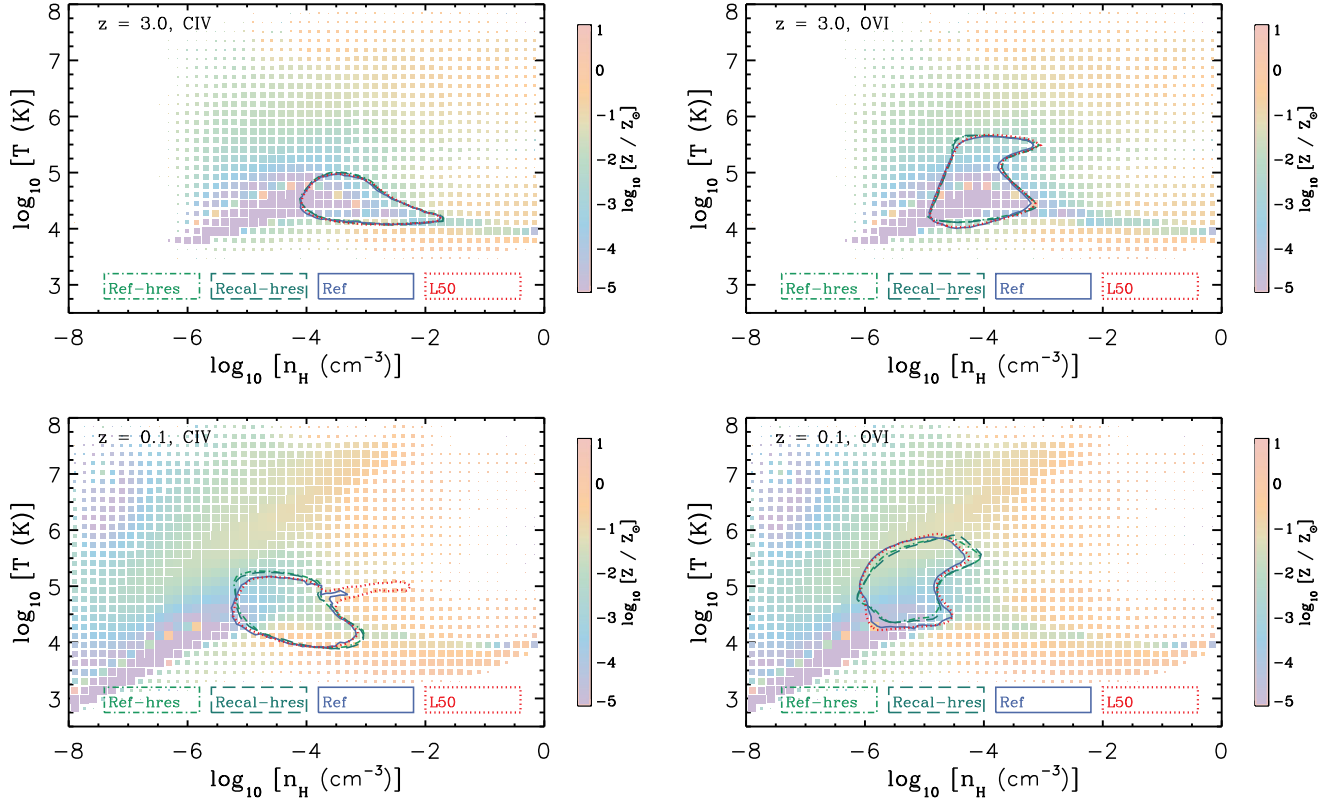 z = 3.0, CIV
8
7
6
5
4
3
log10 [T (K)]
Ref-hres
Recal-hres
Ref
L50
-8
-6
-4
-2
0
log10 [nH (cm-3)]
1
0
-1
-2
-3
-4
-5
log10 [Z / Z⊙]
z = 3.0, OVI
8
7
6
5
4
3
log10 [T (K)]
Ref-hres
Recal-hres
Ref
L50
-8
-6
-4
-2
0
log10 [nH (cm-3)]
1
0
-1
-2
-3
-4
-5
log10 [Z / Z⊙]
z = 0.1, CIV
8
7
6
5
4
3
log10 [T (K)]
Ref-hres
Recal-hres
Ref
L50
-8
-6
-4
-2
0
log10 [nH (cm-3)]
1
0
-1
-2
-3
-4
-5
log10 [Z / Z⊙]
z = 0.1, OVI
8
7
6
5
4
3
log10 [T (K)]
Ref-hres
Recal-hres
Ref
L50
-8
-6
-4
-2
0
log10 [nH (cm-3)]
1
0
-1
-2
-3
-4
-5
log10 [Z / Z⊙]